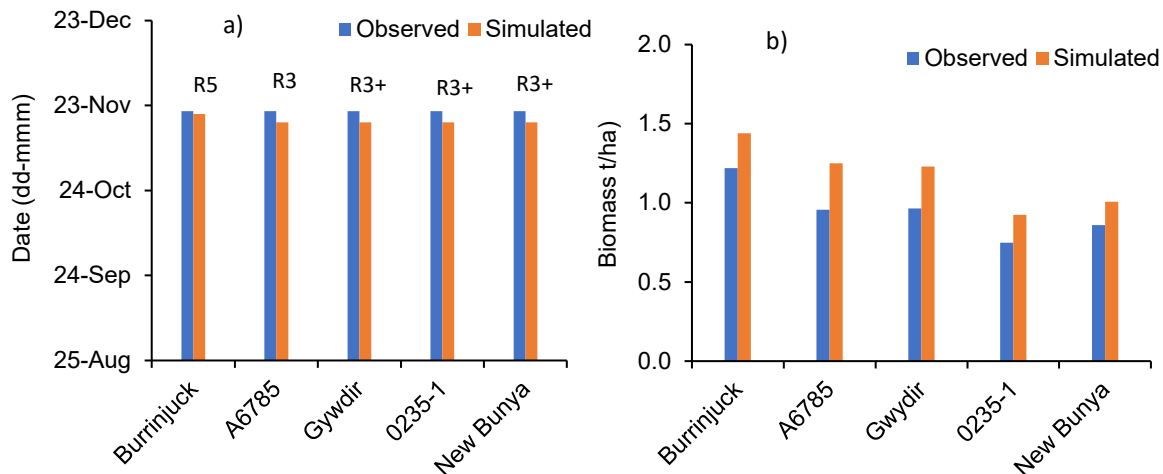 a)
Observed
Simulated
Date (dd-mmm)
23-Dec
23-Nov
24-Oct
24-Sep
25-Aug
R5
R3
R3+
R3+
R3+
Burrinjuck
A6785
Gywdir
0235-1
New Bunya
b)
Observed
Simulated
Biomass t/ha
2.0
1.5
1.0
0.5
0.0
Burrinjuck
A6785
Gwydir
0235-1
New Bunya